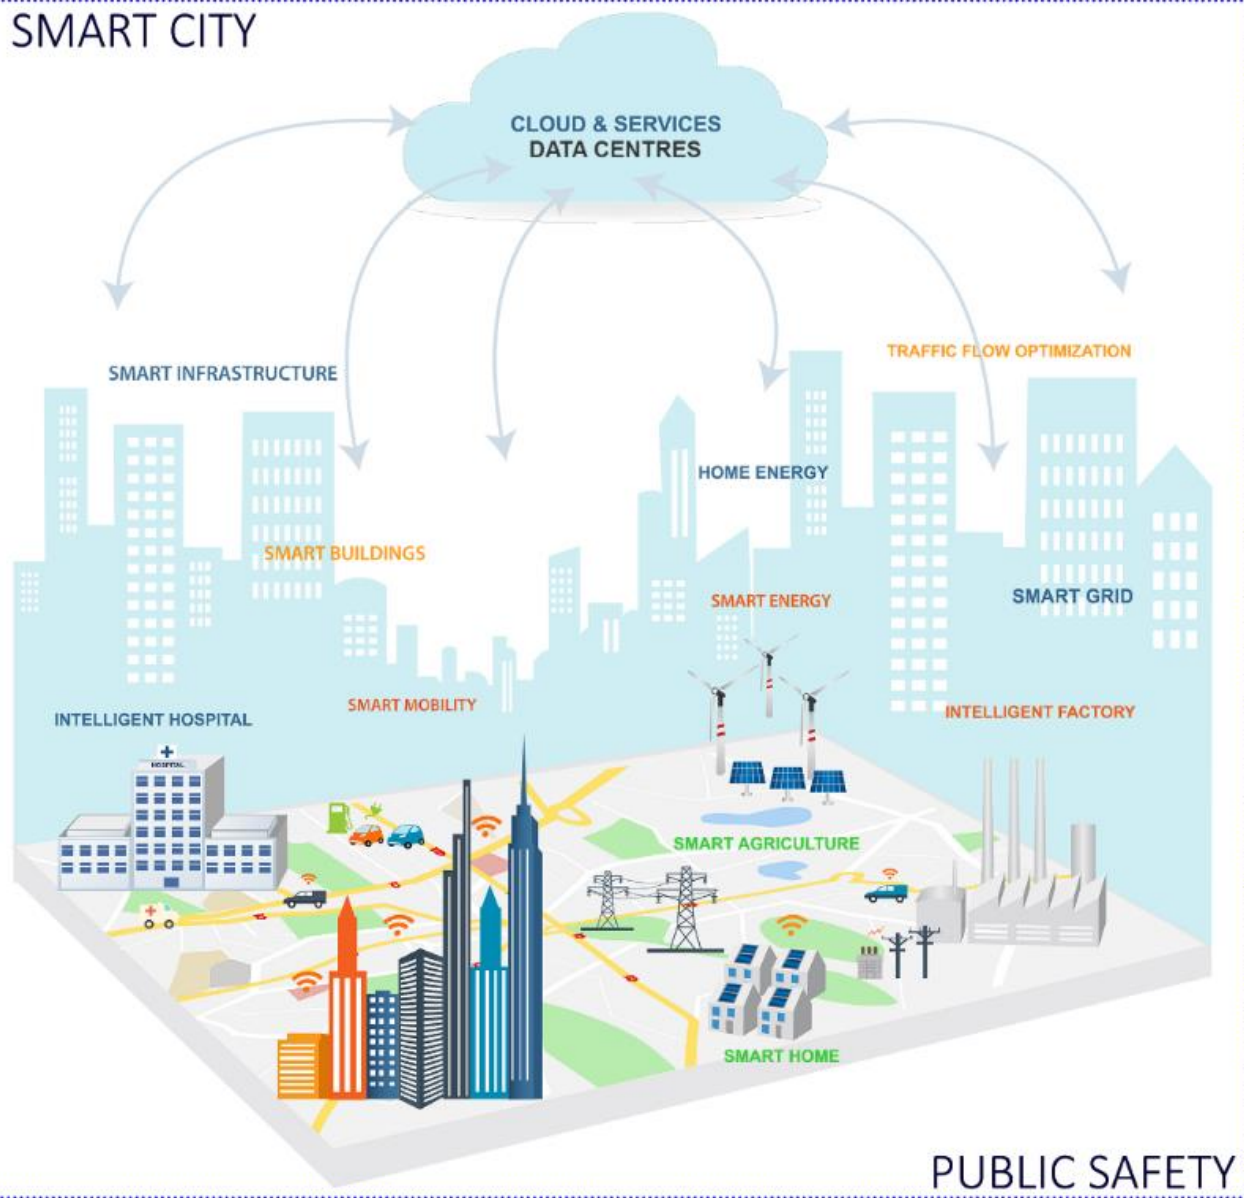 SMART CITY
CLOUD & SERVICES
DATA CENTRES
TRAFFIC FLOW OPTIMIZATION
SMART INFRASTRUCTURE
HOME ENERGY
SMART BUILDINGS
SMART ENERGY
SMART GRID
SMART MOBILITY
INTELLIGENT HOSPITAL
INTELLIGENT FACTORY
HOSPITAL
SMART AGRICULTURE
SMART HOME
PUBLIC SAFETY